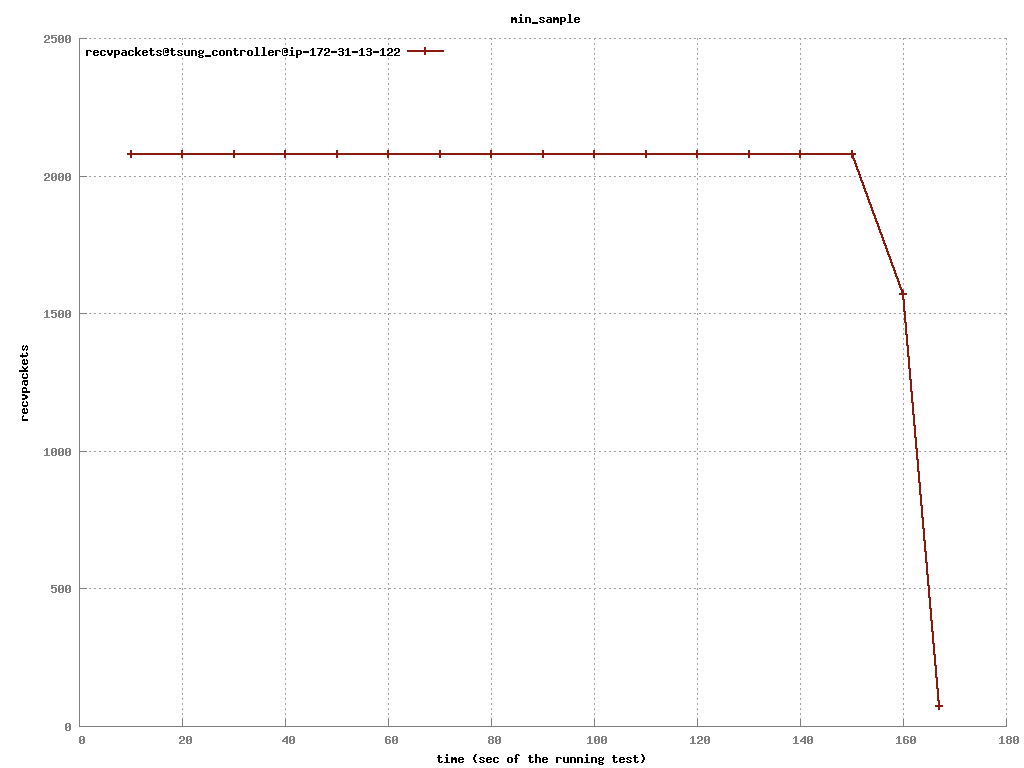 min_sample
2500
recvpackets@tsung_controller@ip-172-31-13-122
2000
1500
recvpackets
1000
500
0
0 20 40 60 80 100 120 140 160 180
time (sec of the running test)